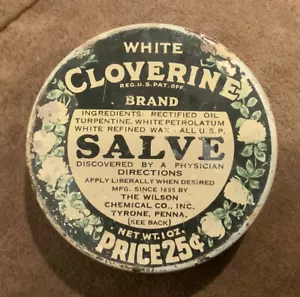 WHITE
CLOVERINE
REG. U.S. PAT. OFF.
BRAND
INGREDIENTS: RECTIFIED OIL
TURPENTINE, WHITE PETROLATUM
WHITE REFINED WAX - ALL U.S.P.
SALVE
DISCOVERED BY A PHYSICIAN
DIRECTIONS
APPLY LIBERALLY WHEN DESIRED
MFG. SINCE 1895 BY
THE WILSON
CHEMICAL CO., INC.
TYRONE, PENNA.
(SEE BACK)
NET WT. 1 OZ.
PRICE 25¢